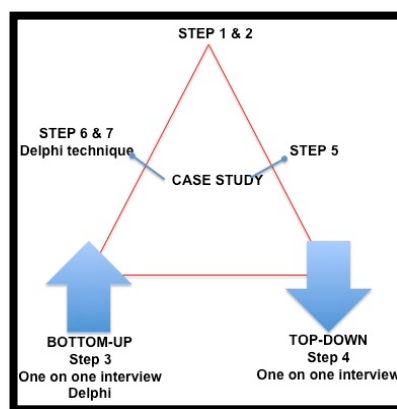 STEP 1 & 2
STEP 6 & 7
Delphi technique
STEP 5
CASE STUDY
BOTTOM-UP
Step 3
One on one interview
Delphi
TOP-DOWN
Step 4
One on one interview